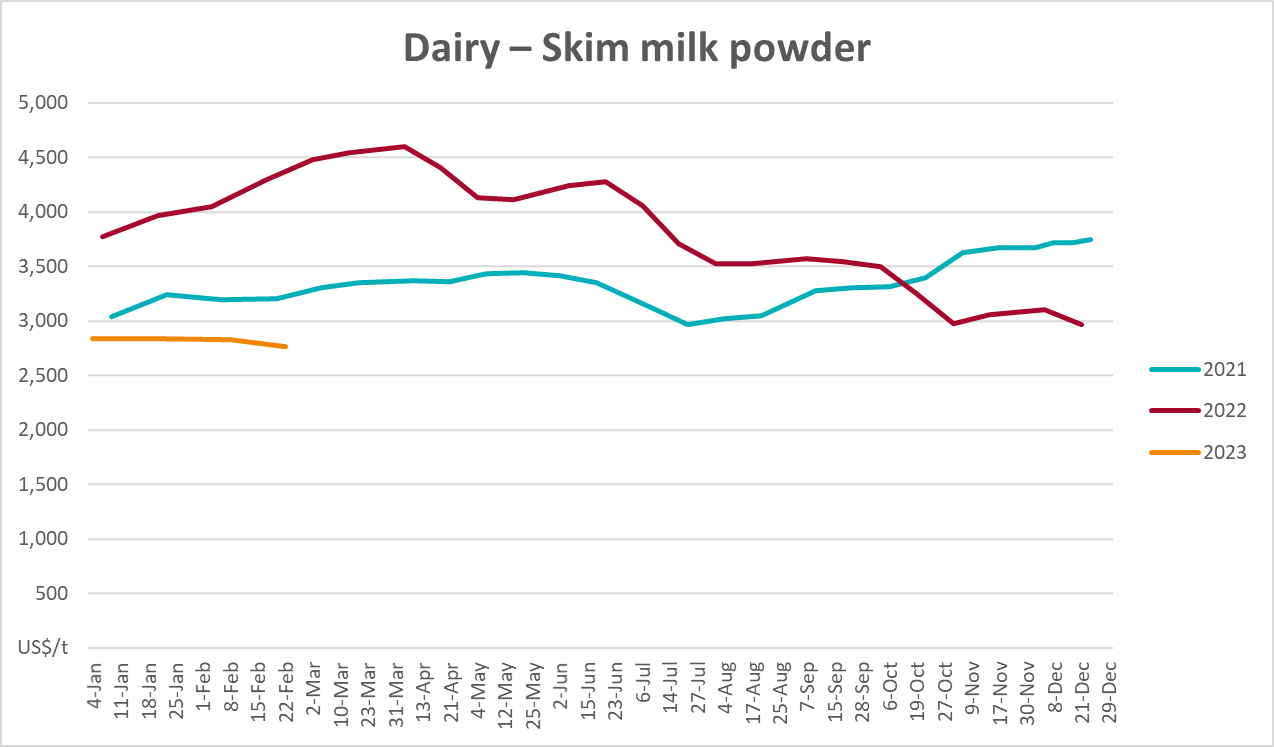 Dairy – Skim milk powder
5,000
4,500
4,000
3,500
3,000
2,500
2,000
1,500
1,000
500
US$/t
4-Jan
11-Jan
18-Jan
25-Jan
1-Feb
8-Feb
15-Feb
22-Feb
2-Mar
10-Mar
23-Mar
31-Mar
13-Apr
21-Apr
4-May
12-May
25-May
2-Jun
15-Jun
23-Jun
6-Jul
14-Jul
27-Jul
4-Aug
17-Aug
25-Aug
7-Sep
15-Sep
28-Sep
6-Oct
19-Oct
27-Oct
9-Nov
17-Nov
30-Nov
8-Dec
21-Dec
29-Dec
2021
2022
2023